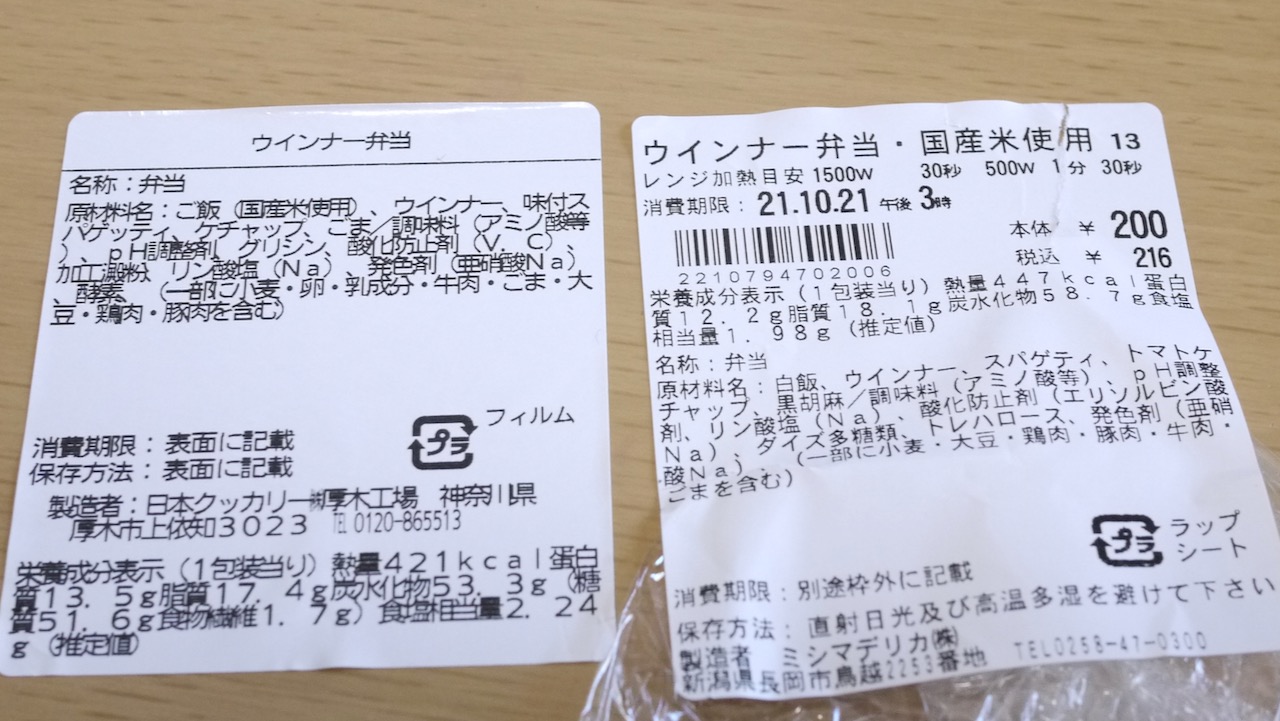 ウインナー弁当
名称：弁当
原材料名：ご飯（国産米使用）、ウインナー、味付ス
パゲッティ、ケチャップ、ごま／調味料（アミノ酸等
）、ｐＨ調整剤、グリシン、酸化防止剤（Ｖ．Ｃ）、
加工澱粉、リン酸塩（Ｎａ）、発色剤（亜硝酸Ｎａ）
、酵素、（一部に小麦・卵・乳成分・牛肉・ごま・大
豆・鶏肉・豚肉を含む）
プラ
フィルム
消費期限：表面に記載
保存方法：表面に記載
製造者：日本クッカリー㈱厚木工場 神奈川県
厚木市上依知３０２３ TEL 0120-865513
栄養成分表示（１包装当り）熱量４２１ｋｃａｌ蛋白
質１３．５ｇ脂質１７．４ｇ炭水化物５３．３ｇ（糖
質５１．６ｇ食物繊維１．７ｇ）食塩相当量２．２４
ｇ（推定値）
ウインナー弁当・国産米使用 13
レンジ加熱目安 1500W 30秒 500W 1分 30秒
消費期限：21.10.21 午後 3時
本体 ￥ 200
税込 ￥ 216
2210794702006
栄養成分表示（１包装当り）熱量４４７ｋｃａｌ蛋白
質１２．２ｇ脂質１８．１ｇ炭水化物５８．７ｇ食塩
相当量１．９８ｇ（推定値）
名称：弁当
原材料名：白飯、ウインナー、スパゲティ、トマトケ
チャップ、黒胡麻／調味料（アミノ酸等）、ｐＨ調整
剤、リン酸塩（Ｎａ）、酸化防止剤（エリソルビン酸
Ｎａ）、ダイズ多糖類、トレハロース、発色剤（亜硝
酸Ｎａ）、（一部に小麦・大豆・鶏肉・豚肉・牛肉・
ごまを含む）
プラ
ラップ
シート
消費期限：別途枠外に記載
保存方法：直射日光及び高温多湿を避けて下さい
製造者 ミシマデリカ㈱
新潟県長岡市鳥越2253番地 TEL0258-47-0300